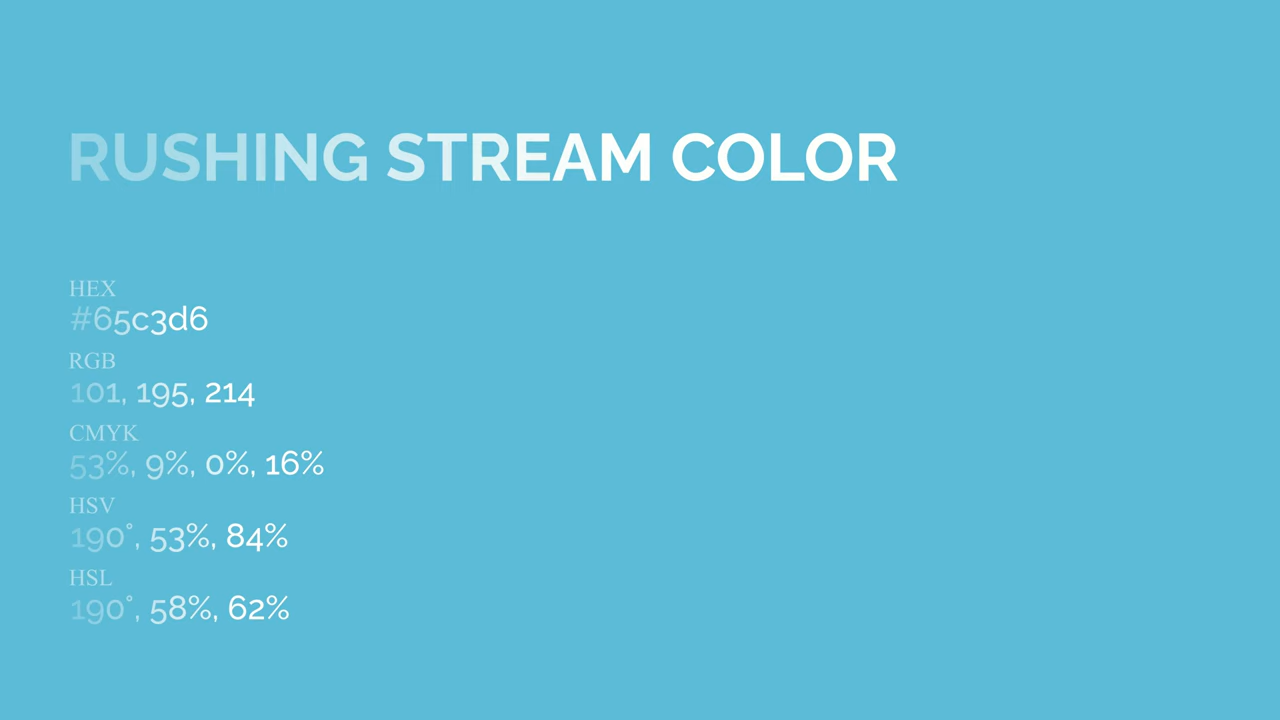 RUSHING STREAM COLOR
HEX
#65c3d6
RGB
101, 195, 214
CMYK
53%, 9%, 0%, 16%
HSV
190°, 53%, 84%
HSL
190°, 58%, 62%